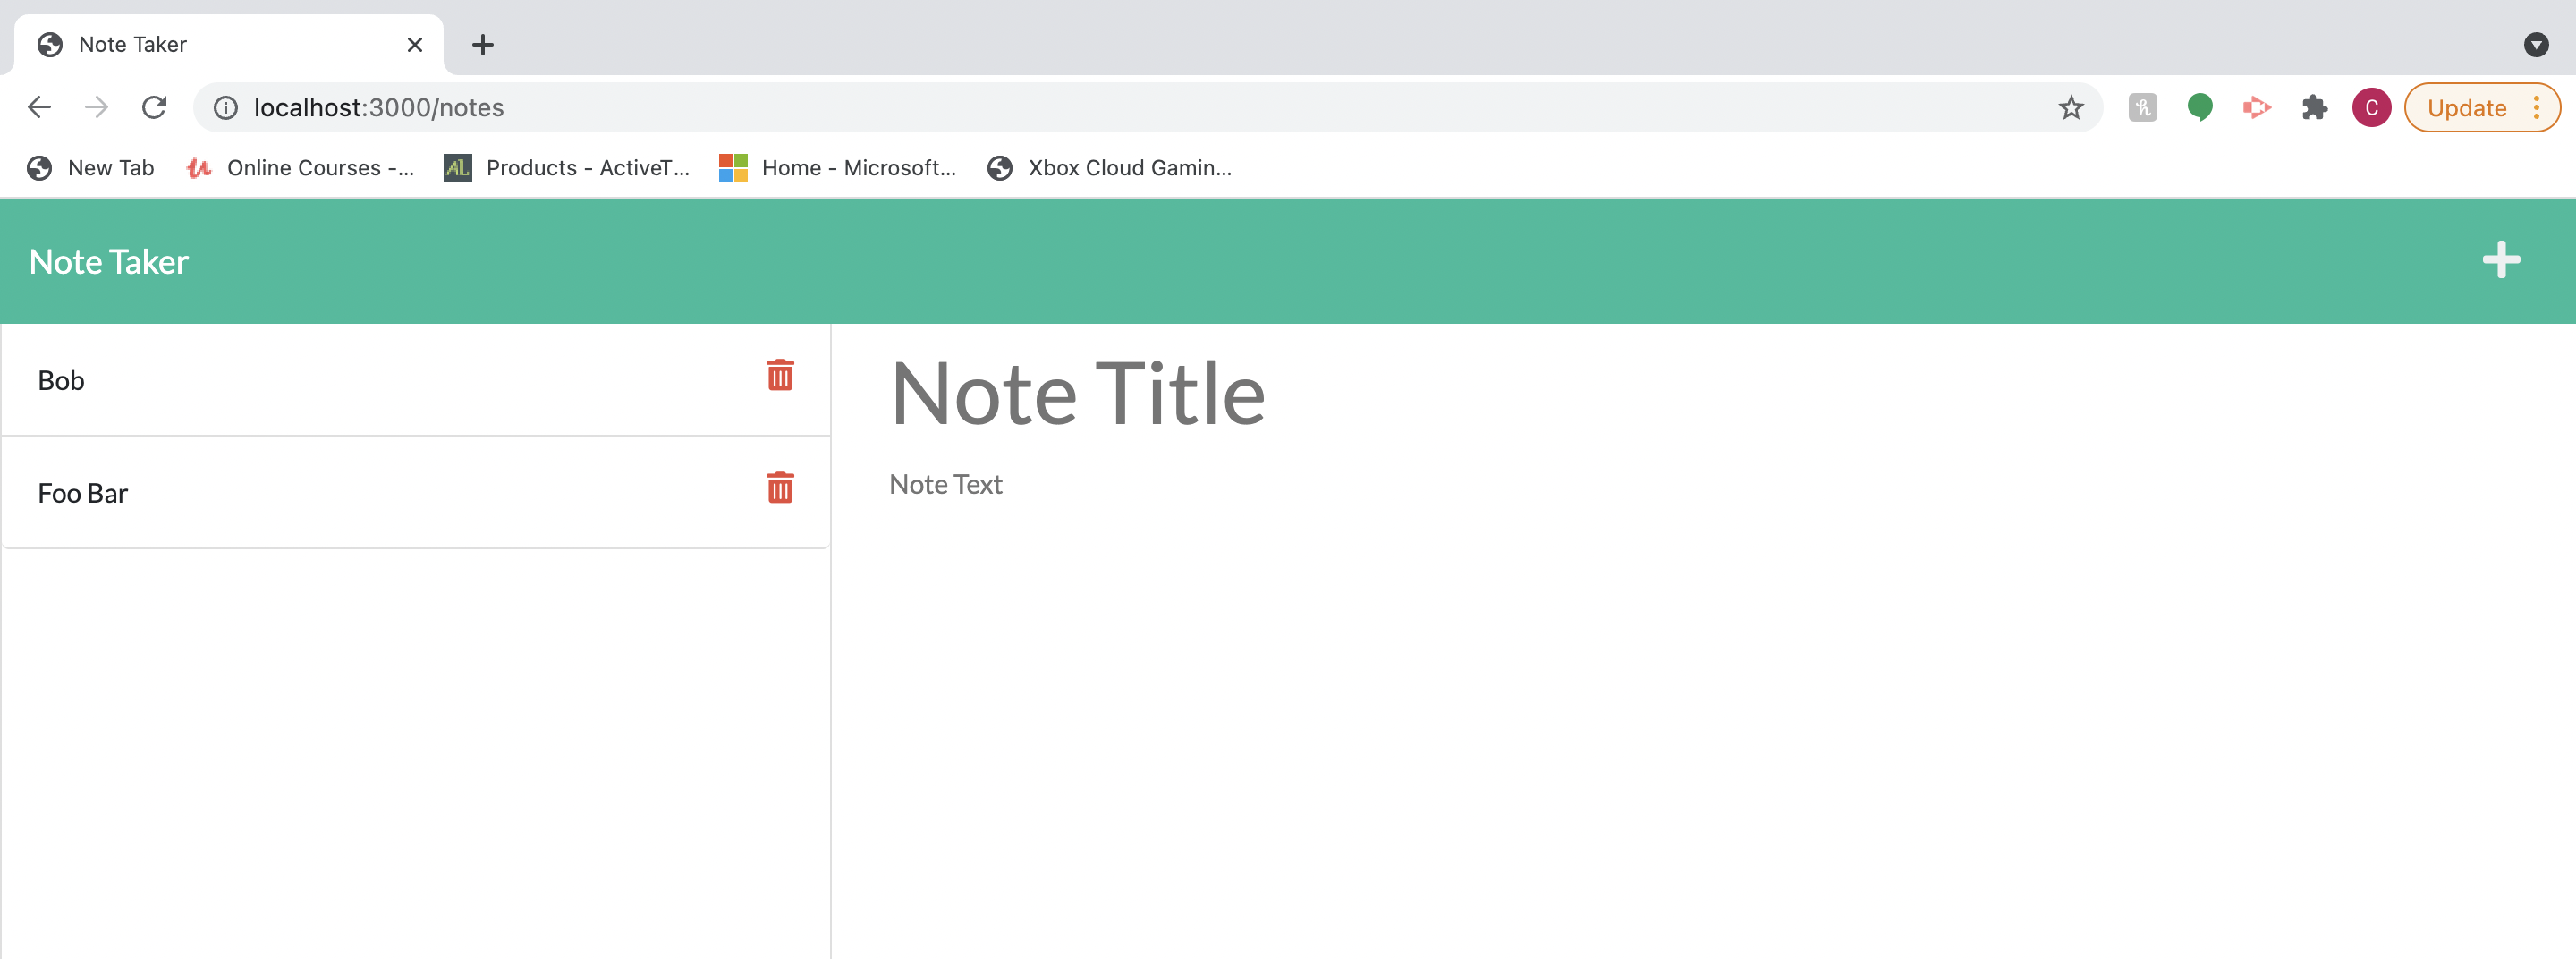 Note Taker
localhost:3000/notes
C
Update
New Tab
Online Courses -...
AL
Products - ActiveT...
Home - Microsoft...
Xbox Cloud Gamin...
Note Taker
Bob
Note Title
Foo Bar
Note Text